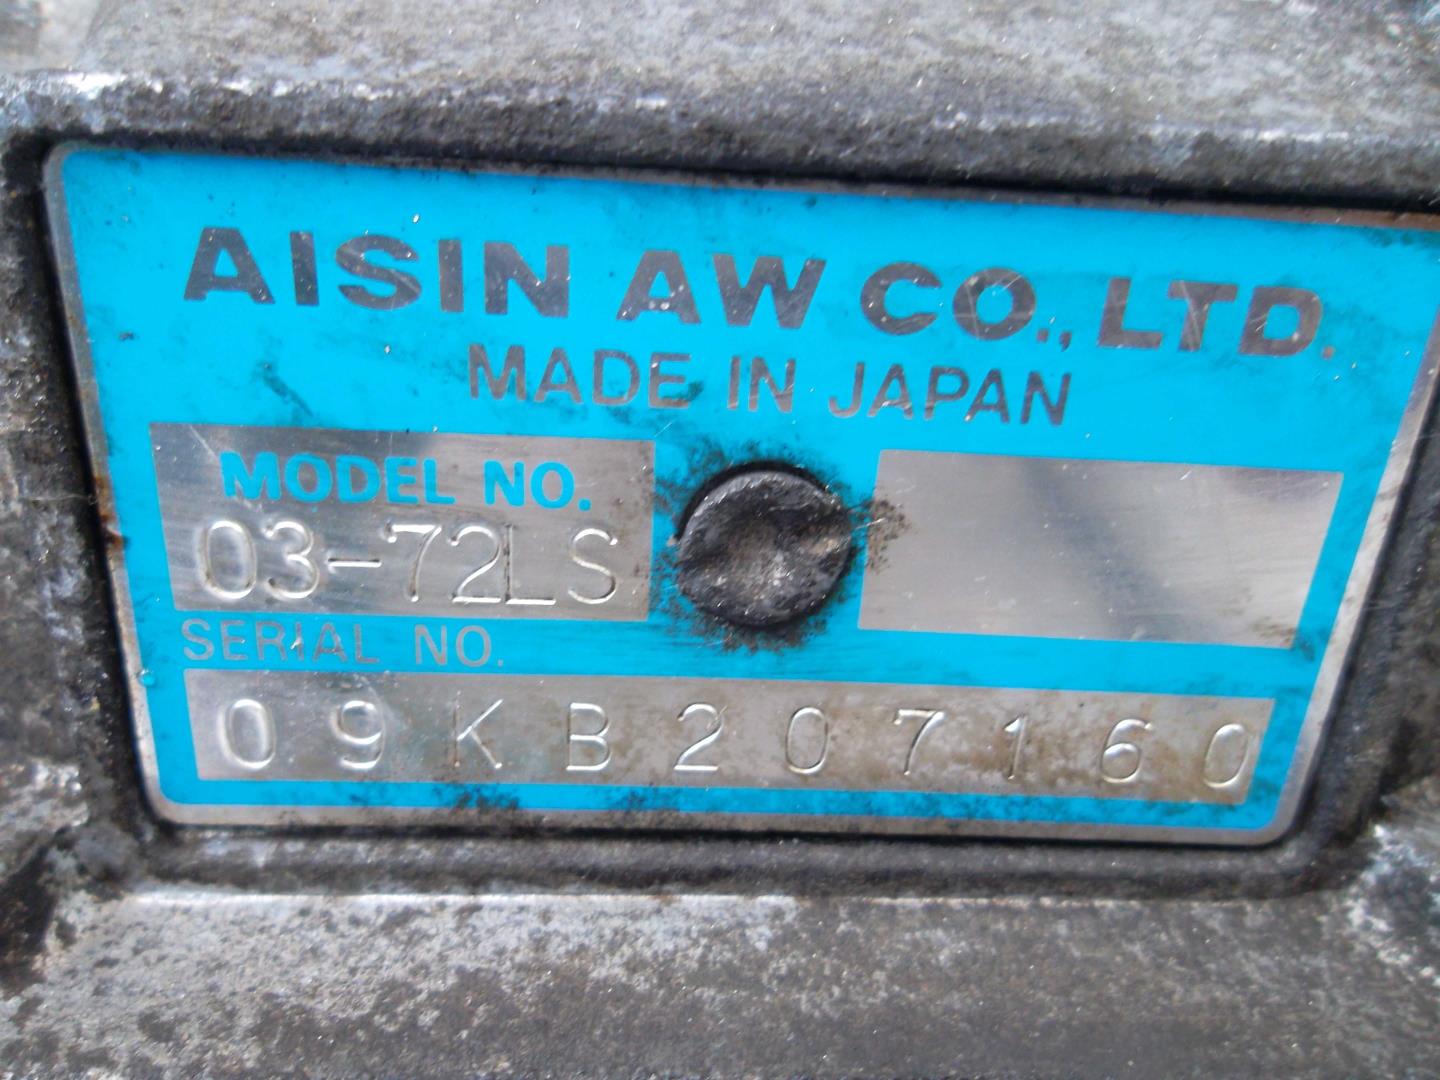 AISIN AW CO., LTD.
MADE IN JAPAN
MODEL NO.
03-72LS
SERIAL NO.
09KB207160